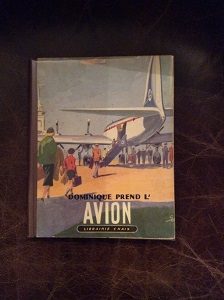 DOMINIQUE PREND L'
AVION
LIBRAIRIE CHAIX